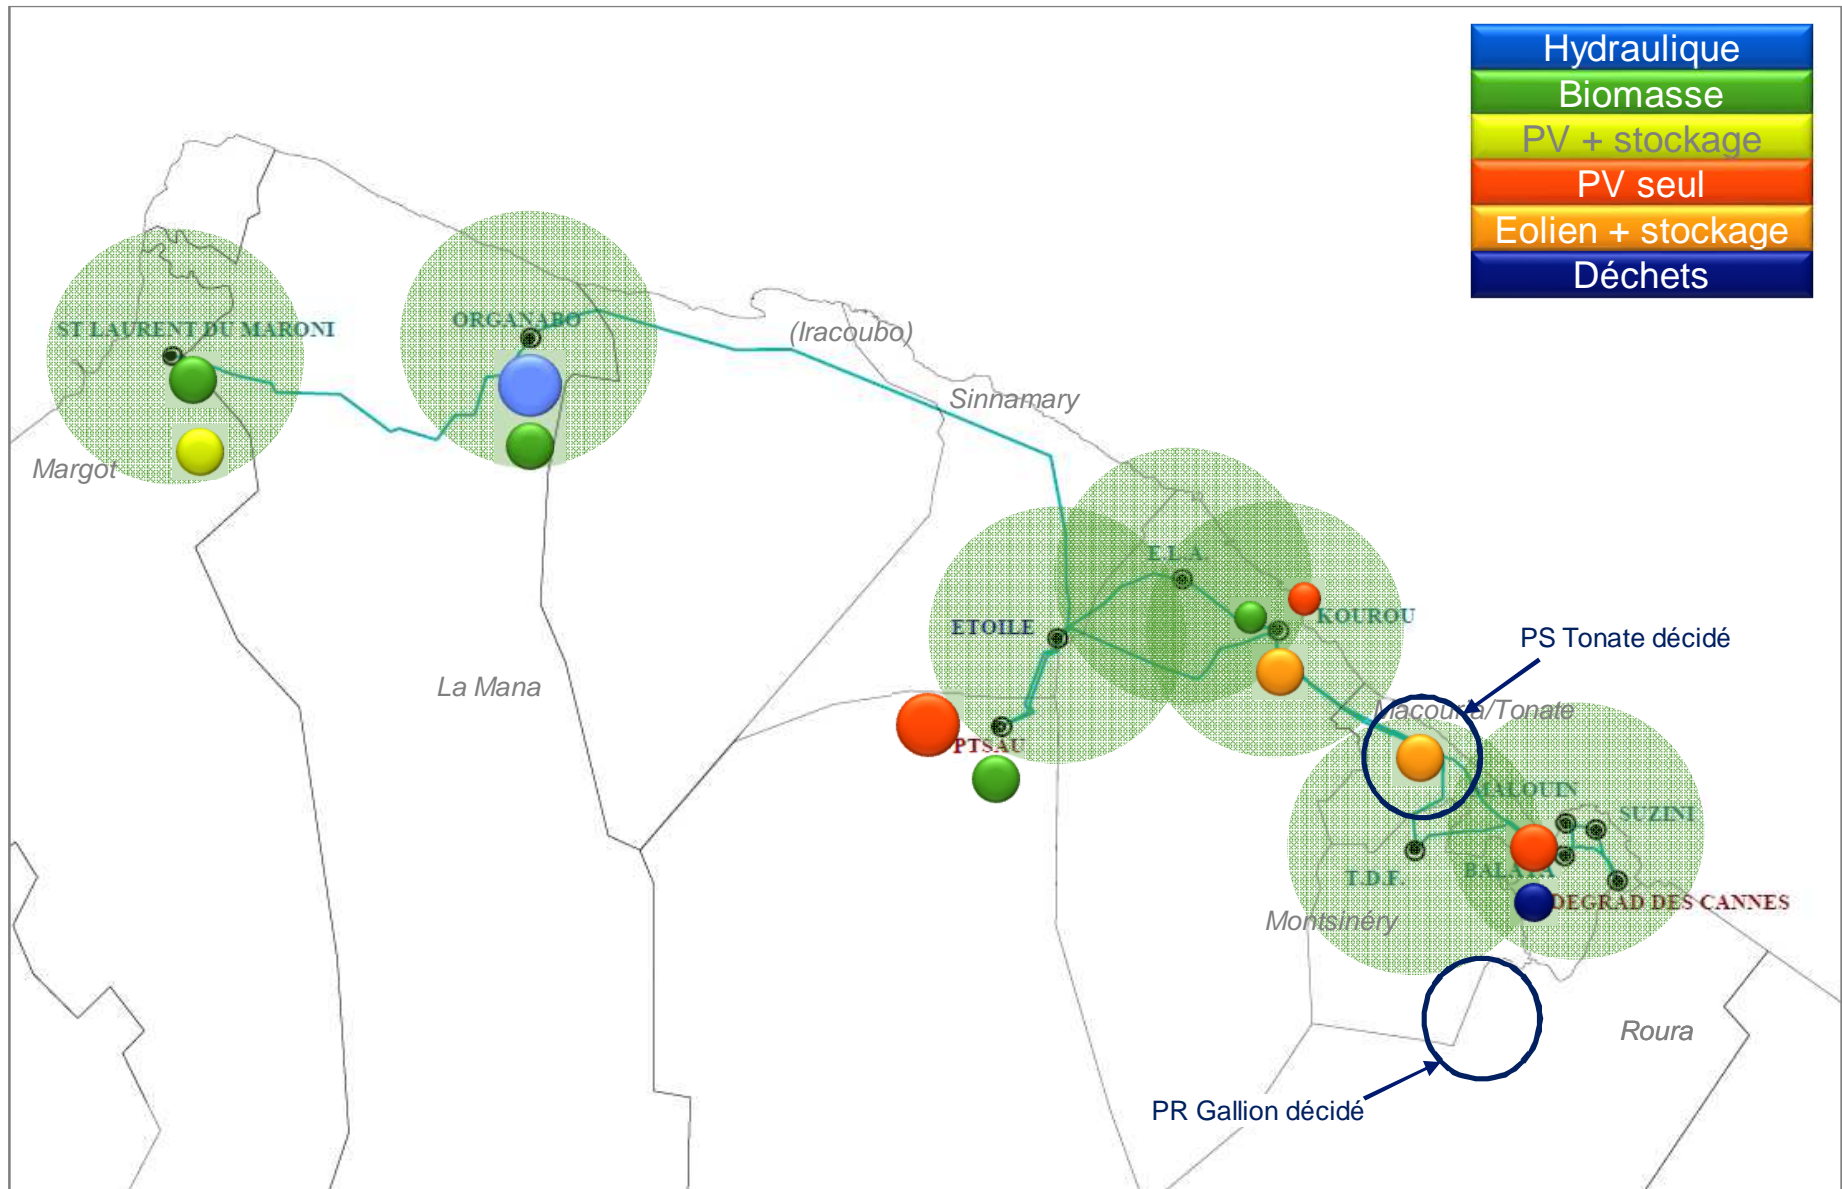 Hydraulique
Biomasse
PV + stockage
PV seul
Eolien + stockage
Déchets
ST LAURENT DU MARONI
ORGANABO
(Iracoubo)
Sinnamary
Margot
E.L.A.
KOUROU
ETOILE
PS Tonate décidé
La Mana
Macouria/Tonate
PTSAU
MALOUIN
SUZINI
T.D.F.
BALATA
DEGRAD DES CANNES
Montsinéry
Roura
PR Gallion décidé